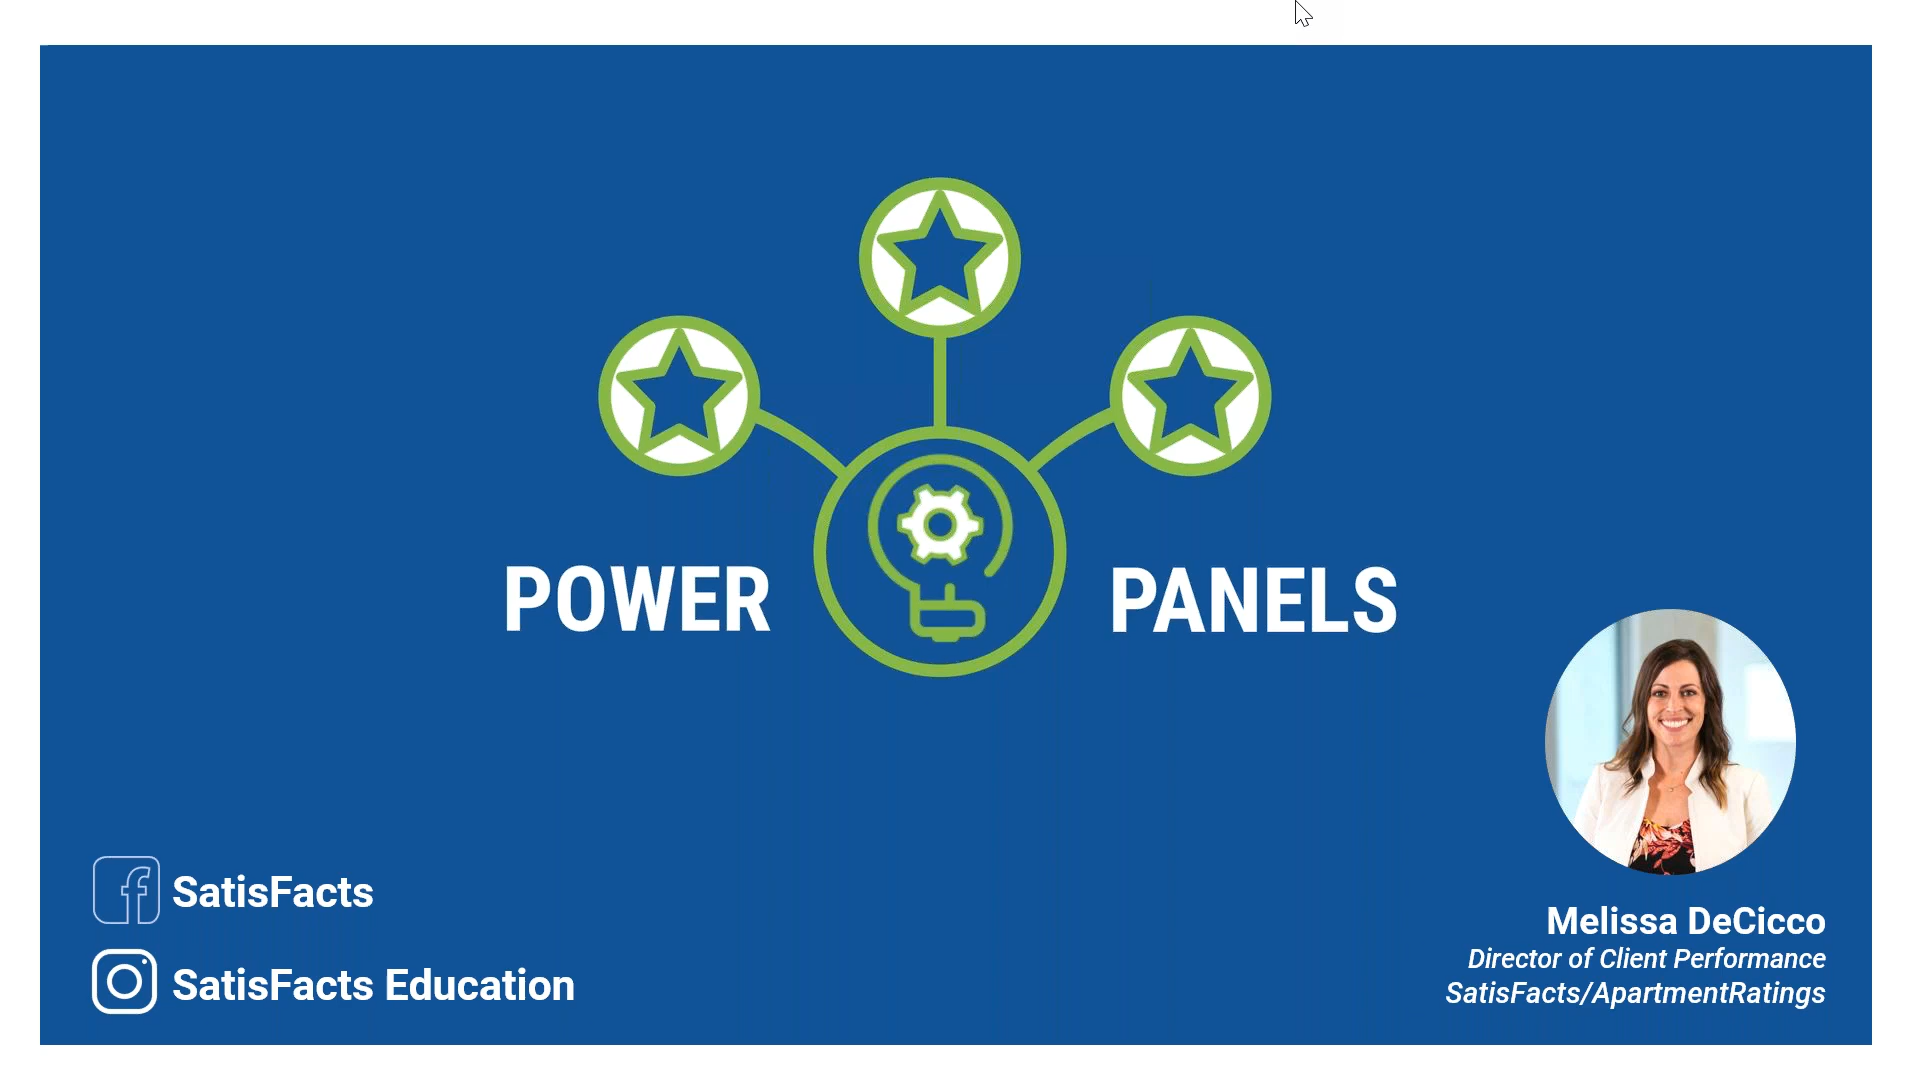 POWER PANELS
SatisFacts
SatisFacts Education
Melissa DeCicco
Director of Client Performance
SatisFacts/ApartmentRatings